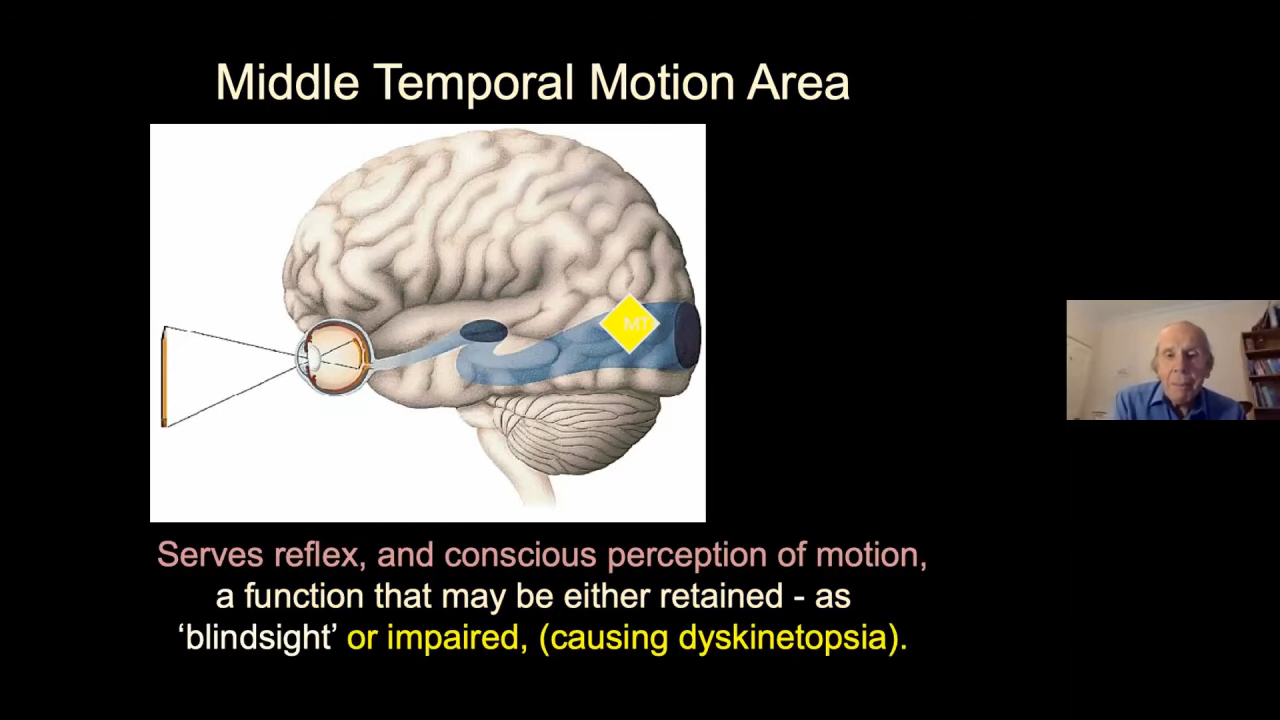 Middle Temporal Motion Area
MT
Serves reflex, and conscious perception of motion,
a function that may be either retained - as
‘blindsight’ or impaired, (causing dyskinetopsia).